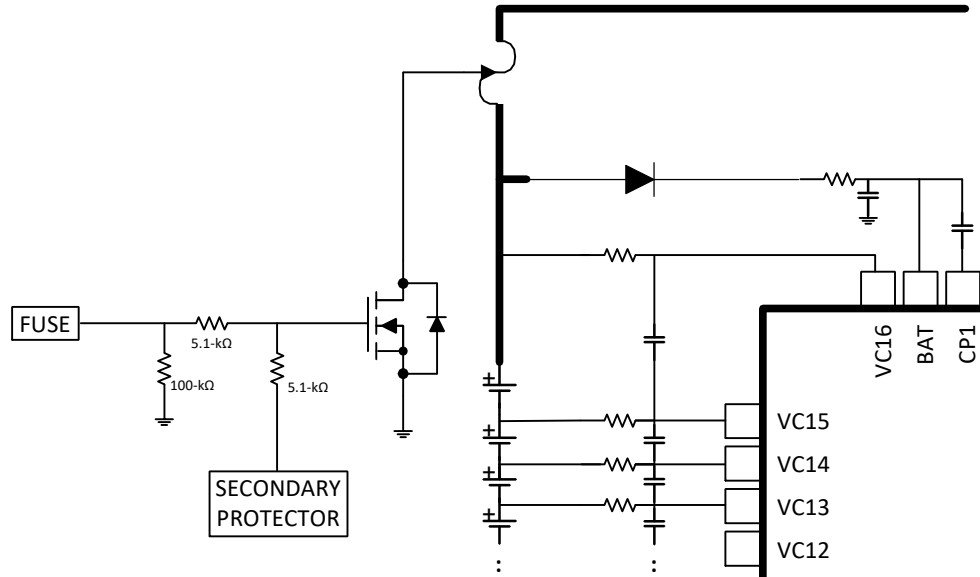 FUSE
5.1-kΩ
100-kΩ
5.1-kΩ
SECONDARY
PROTECTOR
+
+
+
+
VC16
BAT
CP1
VC15
VC14
VC13
VC12